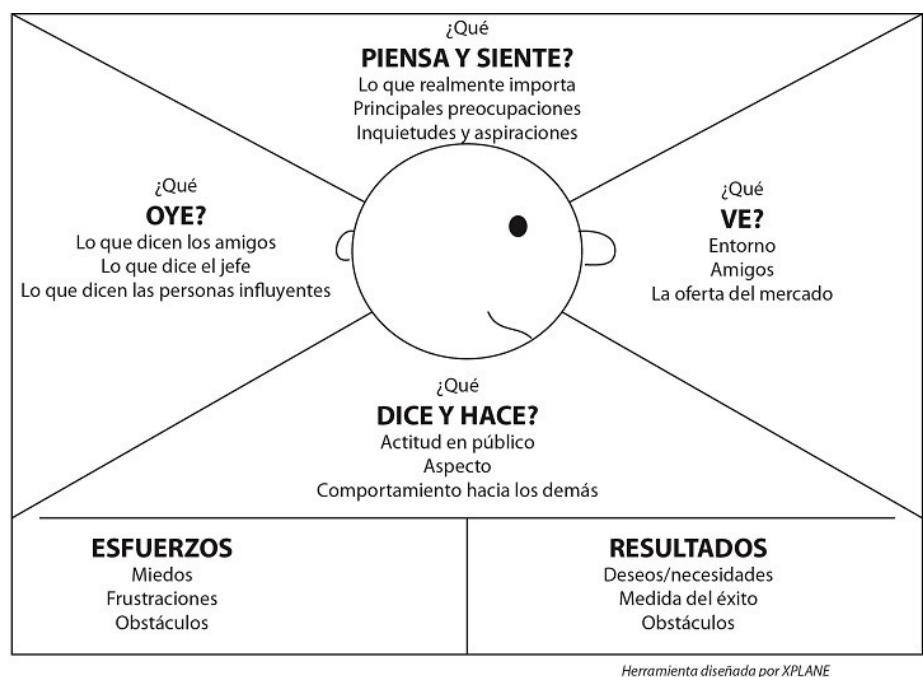 ¿Qué
PIENSA Y SIENTE?
Lo que realmente importa
Principales preocupaciones
Inquietudes y aspiraciones
¿Qué
OYE?
Lo que dicen los amigos
Lo que dice el jefe
Lo que dicen las personas influyentes
¿Qué
VE?
Entorno
Amigos
La oferta del mercado
¿Qué
DICE Y HACE?
Actitud en público
Aspecto
Comportamiento hacia los demás
ESFUERZOS
Miedos
Frustraciones
Obstáculos
RESULTADOS
Deseos/necesidades
Medida del éxito
Obstáculos
Herramienta diseñada por XPLANE